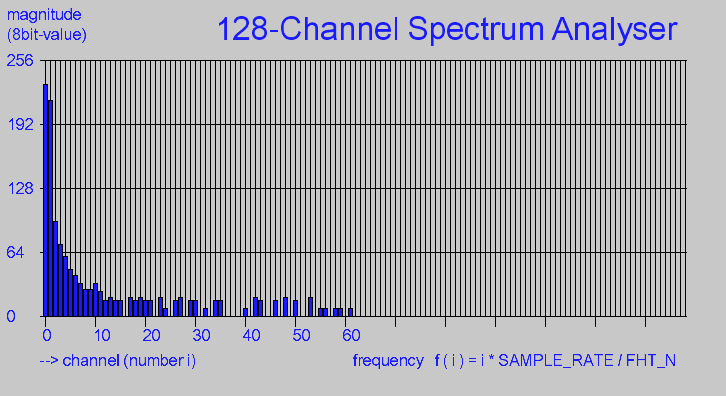 magnitude
(8bit-value)
128-Channel Spectrum Analyser
256
192
128
64
0
0 10 20 30 40 50 60
--> channel (number i)
frequency f ( i ) = i * SAMPLE_RATE / FHT_N